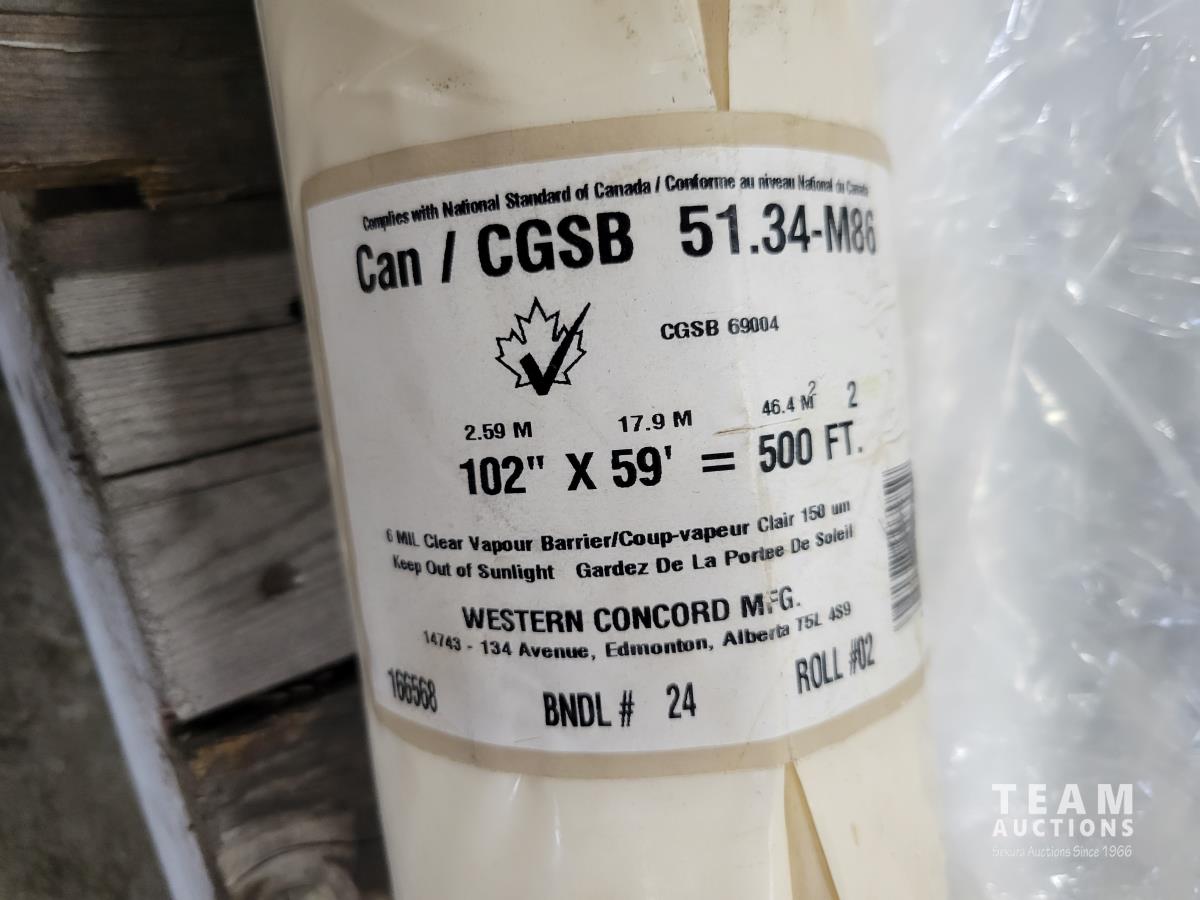 Complies with National Standard of Canada / Conforme au niveau National du Canada
Can / CGSB 51.34-M86
CGSB 69004
2.59 M 17.9 M 46.4 M2 2
102" X 59' = 500 FT.
6 MIL Clear Vapour Barrier/Coup-vapeur Clair 150 um
Keep Out of Sunlight Gardez De La Portee De Soleil
WESTERN CONCORD MFG.
14743 - 134 Avenue, Edmonton, Alberta T5L 4S9
166568 BNDL # 24 ROLL #02
TEAM
AUCTIONS
Sekura Auctions Since 1966